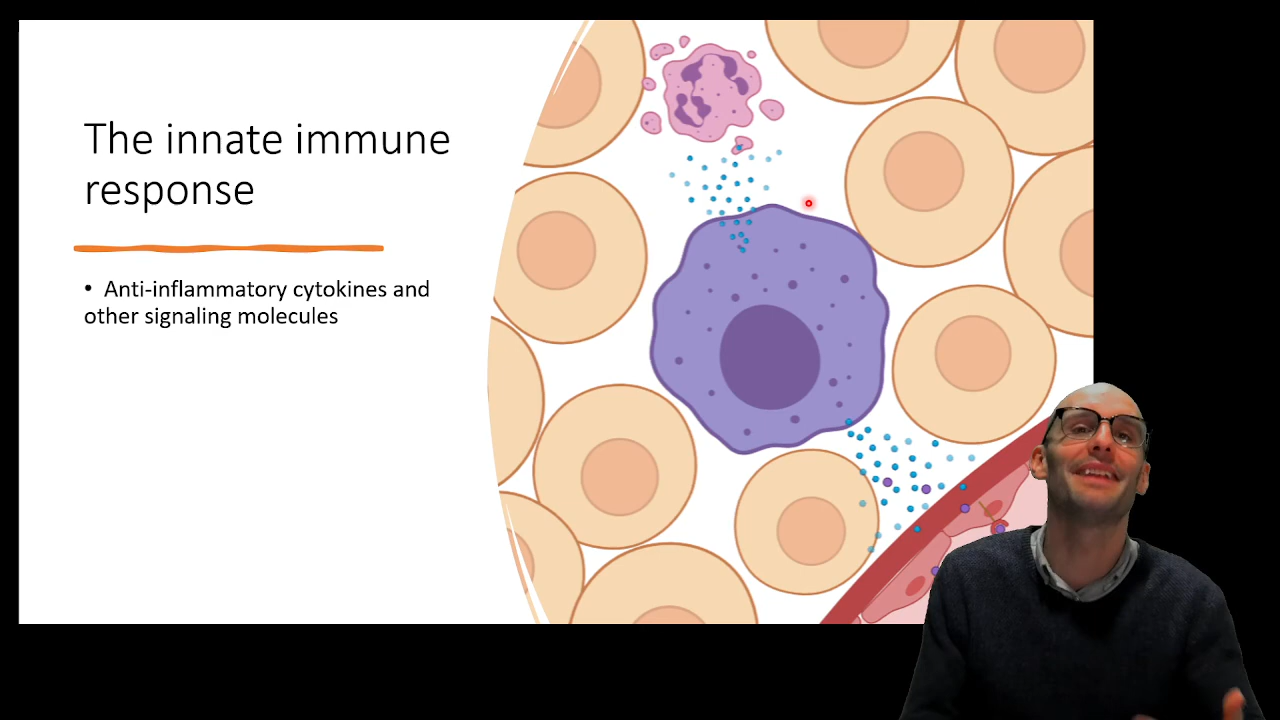 The innate immune
response
• Anti-inflammatory cytokines and
other signaling molecules